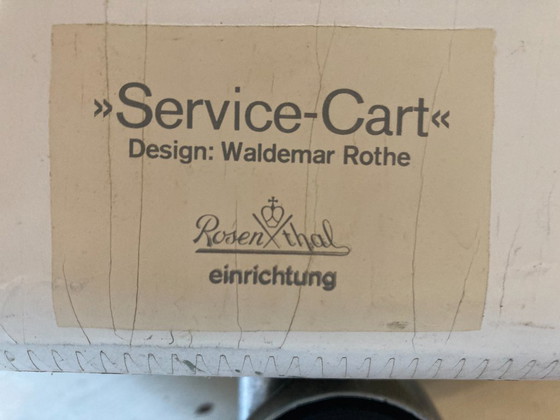 »Service-Cart«
Design: Waldemar Rothe
Rosenthal
einrichtung